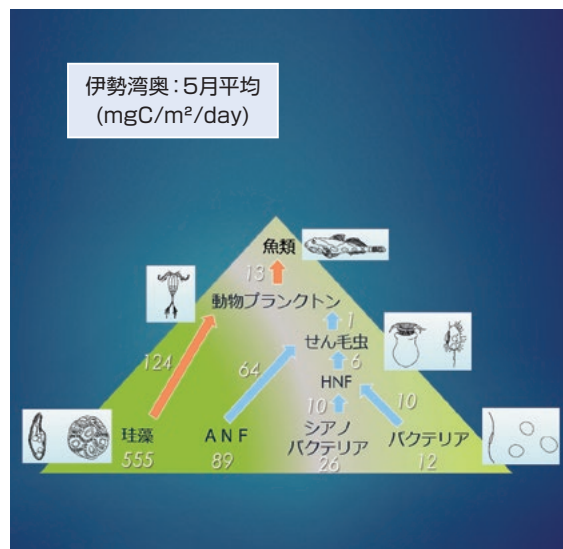 伊勢湾奥：5月平均
(mgC/m²/day)
魚類
13
動物プランクトン
1
せん毛虫
124
64
6
HNF
10
10
珪藻
ANF
シアノ
バクテリア
バクテリア
555
89
26
12